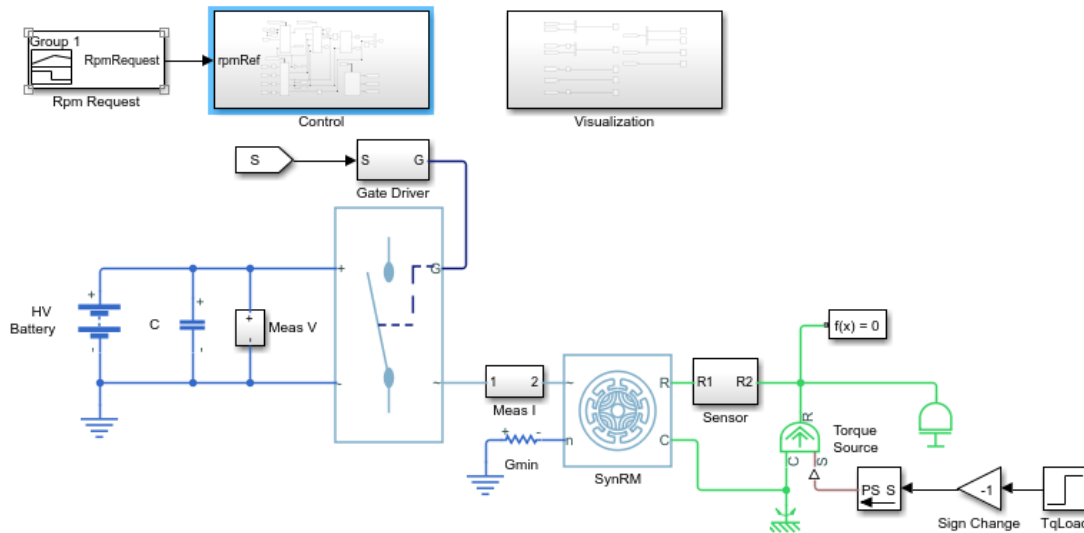 Group 1
RpmRequest
Rpm Request
rpmRef
Control
Visualization
S
S G
Gate Driver
+ G
HV
Battery
+
-
C
+
-
+
-
Meas V
-
~
1 2
Meas I
~ R
n C
SynRM
+ -
Gmin
R1 R2
Sensor
f(x) = 0
R
C S
Torque
Source
PS S
-1
Sign Change
TqLoad